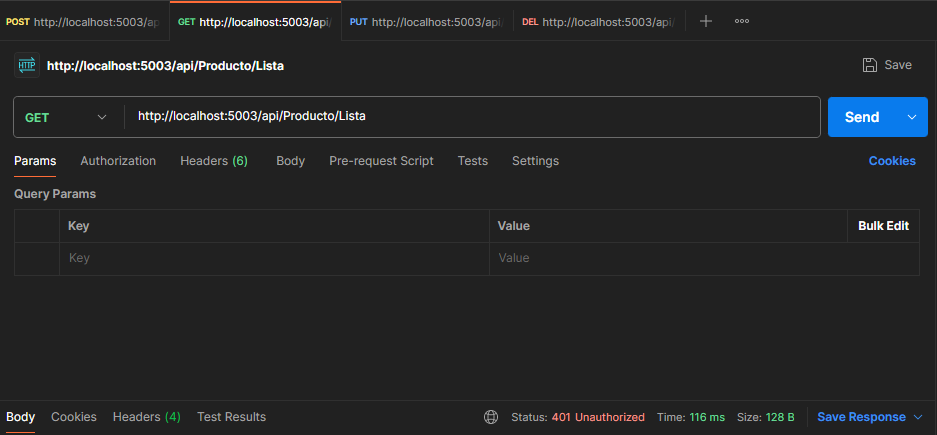 POST http://localhost:5003/ap GET http://localhost:5003/api/ PUT http://localhost:5003/api/ DEL http://localhost:5003/api/
HTTP http://localhost:5003/api/Producto/Lista Save
GET http://localhost:5003/api/Producto/Lista Send
Params Authorization Headers (6) Body Pre-request Script Tests Settings Cookies
Query Params
Key Value Bulk Edit
Key Value
Body Cookies Headers (4) Test Results Status: 401 Unauthorized Time: 116 ms Size: 128 B Save Response